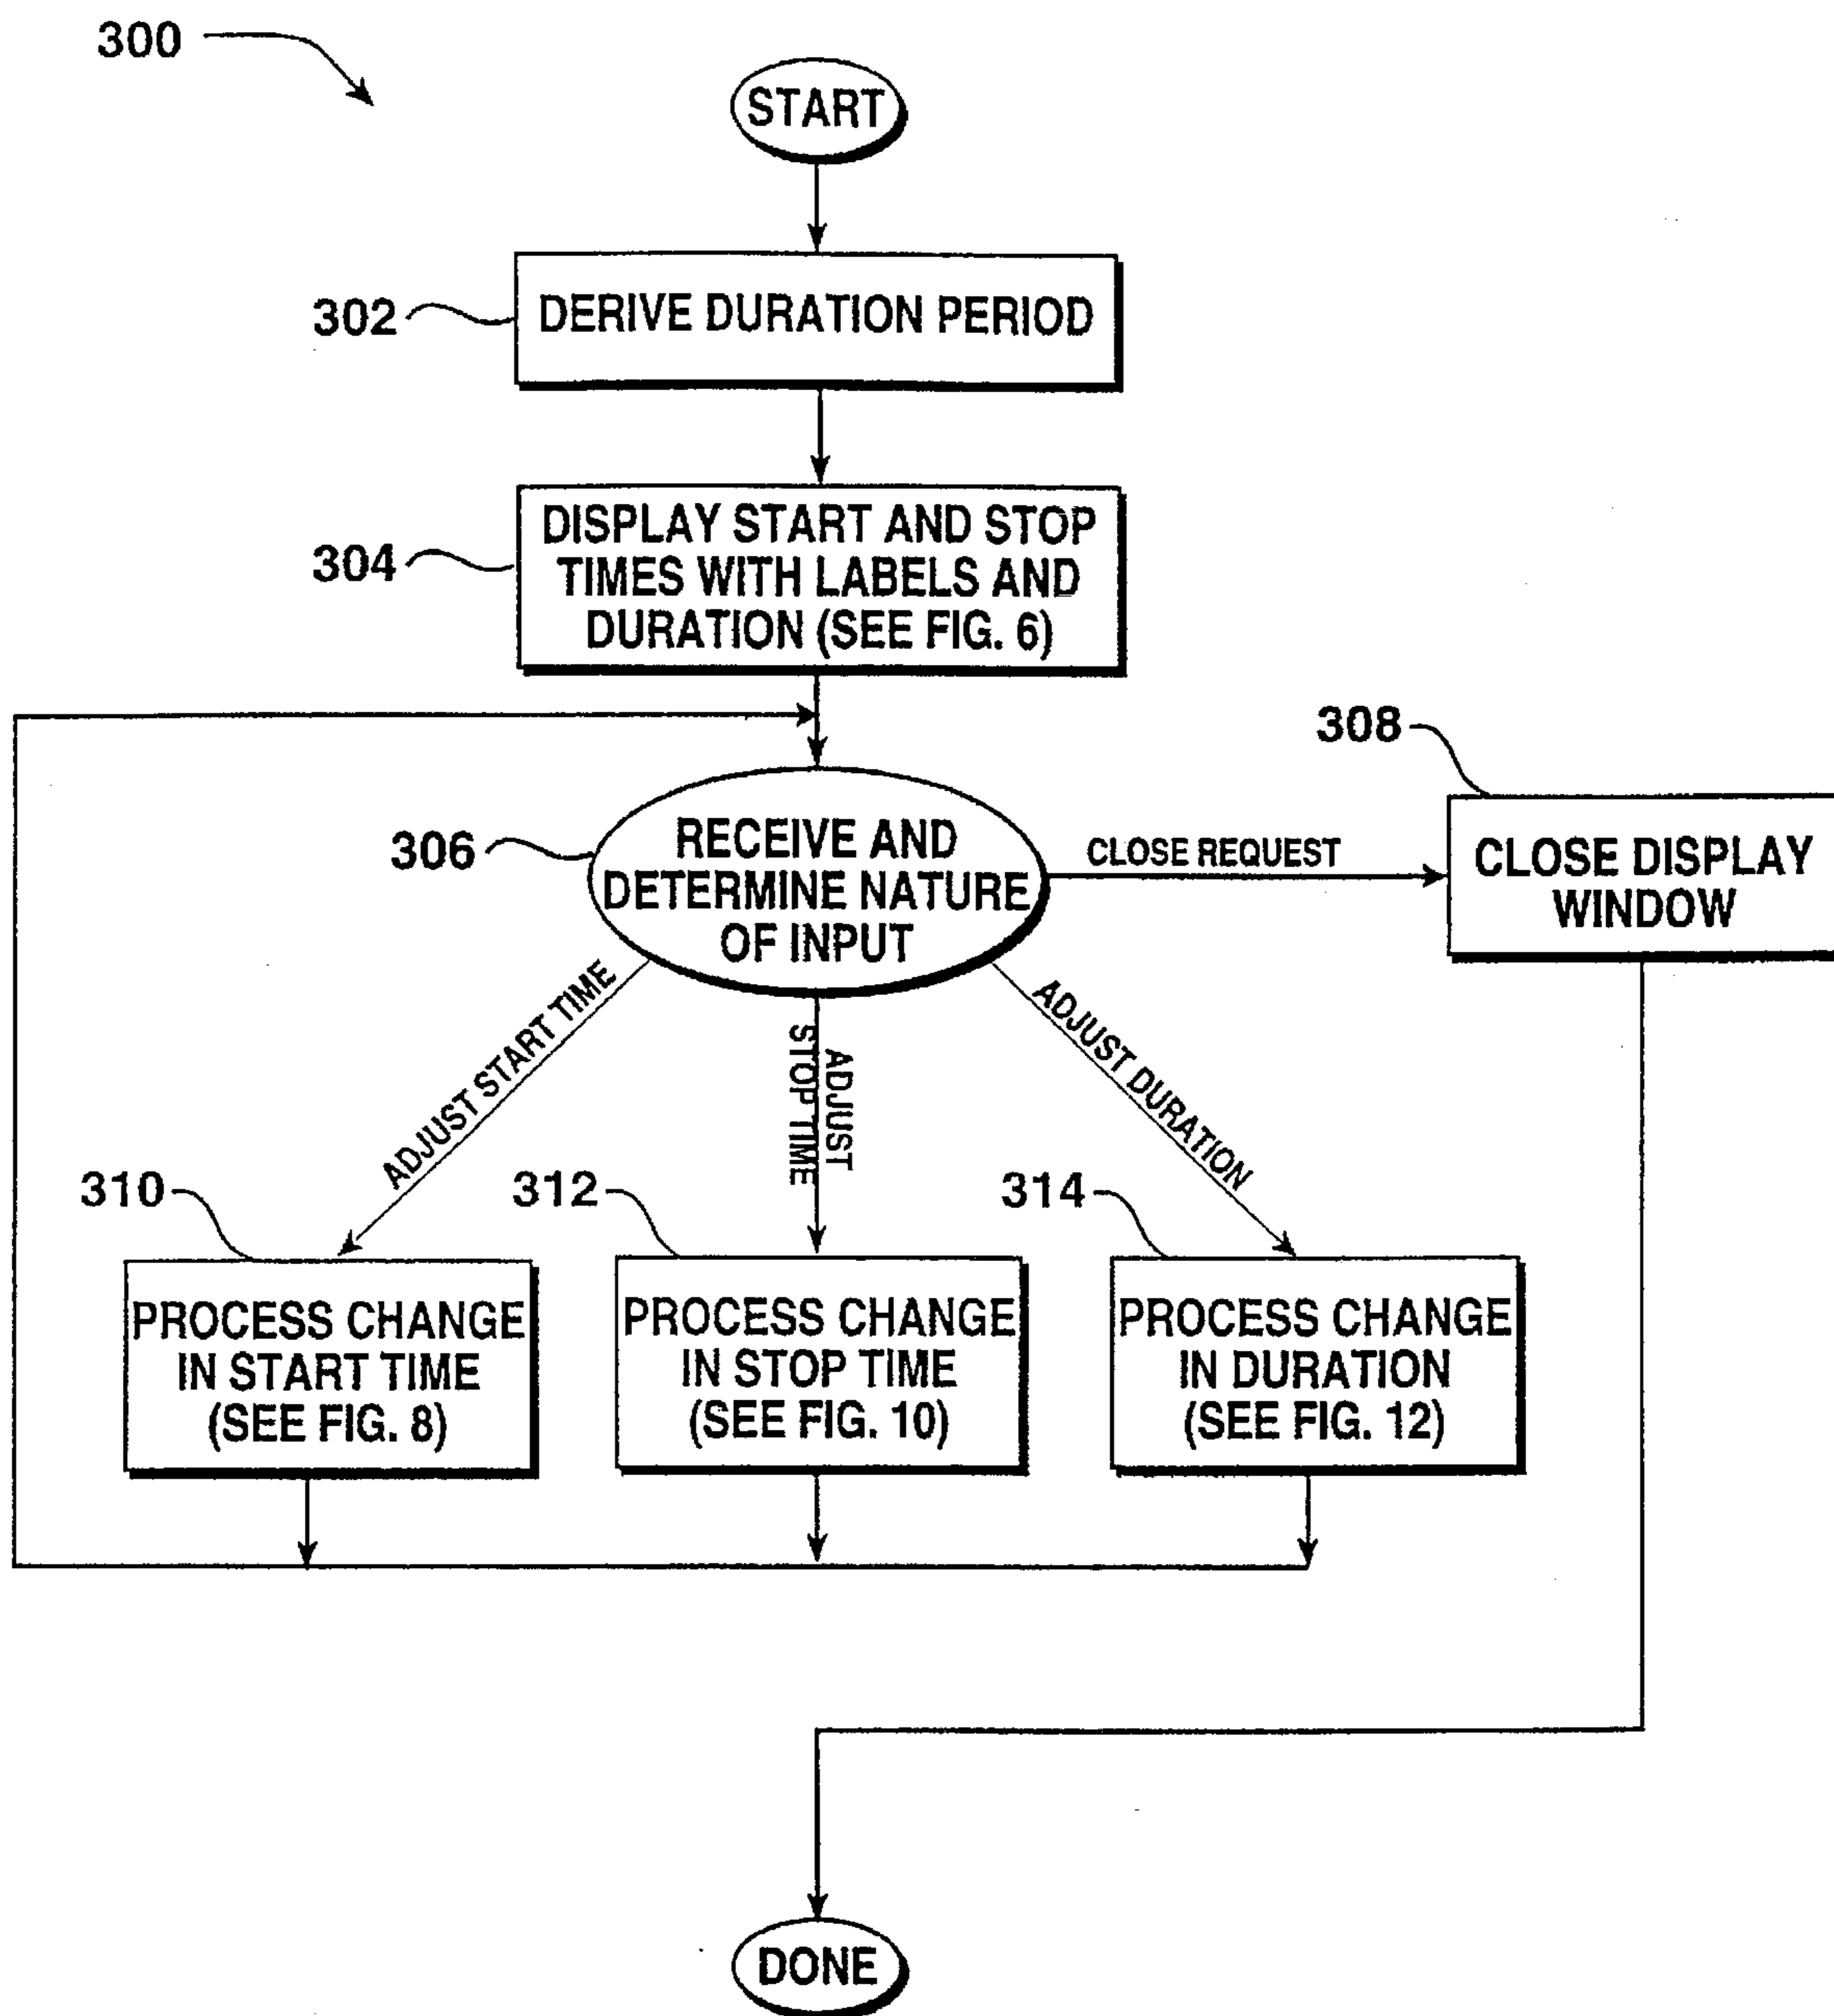 300
START
302
DERIVE DURATION PERIOD
304
DISPLAY START AND STOP
TIMES WITH LABELS AND
DURATION (SEE FIG. 6)
306
RECEIVE AND
DETERMINE NATURE
OF INPUT
CLOSE REQUEST
308
CLOSE DISPLAY
WINDOW
ADJUST START TIME
ADJUST
STOP TIME
ADJUST DURATION
310
PROCESS CHANGE
IN START TIME
(SEE FIG. 8)
312
PROCESS CHANGE
IN STOP TIME
(SEE FIG. 10)
314
PROCESS CHANGE
IN DURATION
(SEE FIG. 12)
DONE